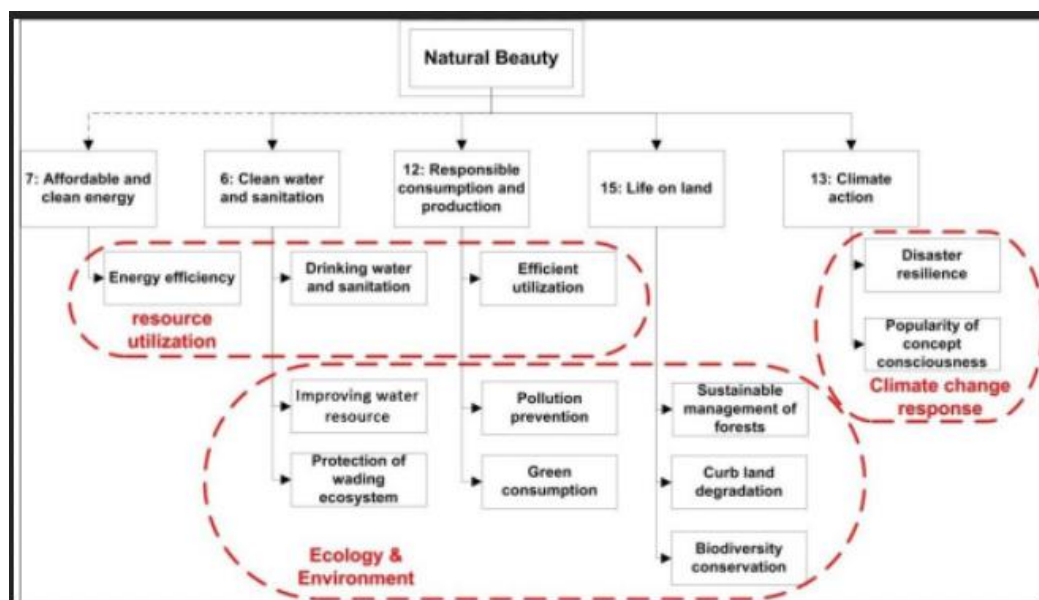 Natural Beauty
7: Affordable and
clean energy
6: Clean water
and sanitation
12: Responsible
consumption and
production
15: Life on land
13: Climate
action
Energy efficiency
Drinking water
and sanitation
Efficient
utilization
resource
utilization
Disaster
resilience
Popularity of
concept
consciousness
Climate change
response
Improving water
resource
Pollution
prevention
Sustainable
management of
forests
Protection of
wading
ecosystem
Green
consumption
Curb land
degradation
Biodiversity
conservation
Ecology &
Environment